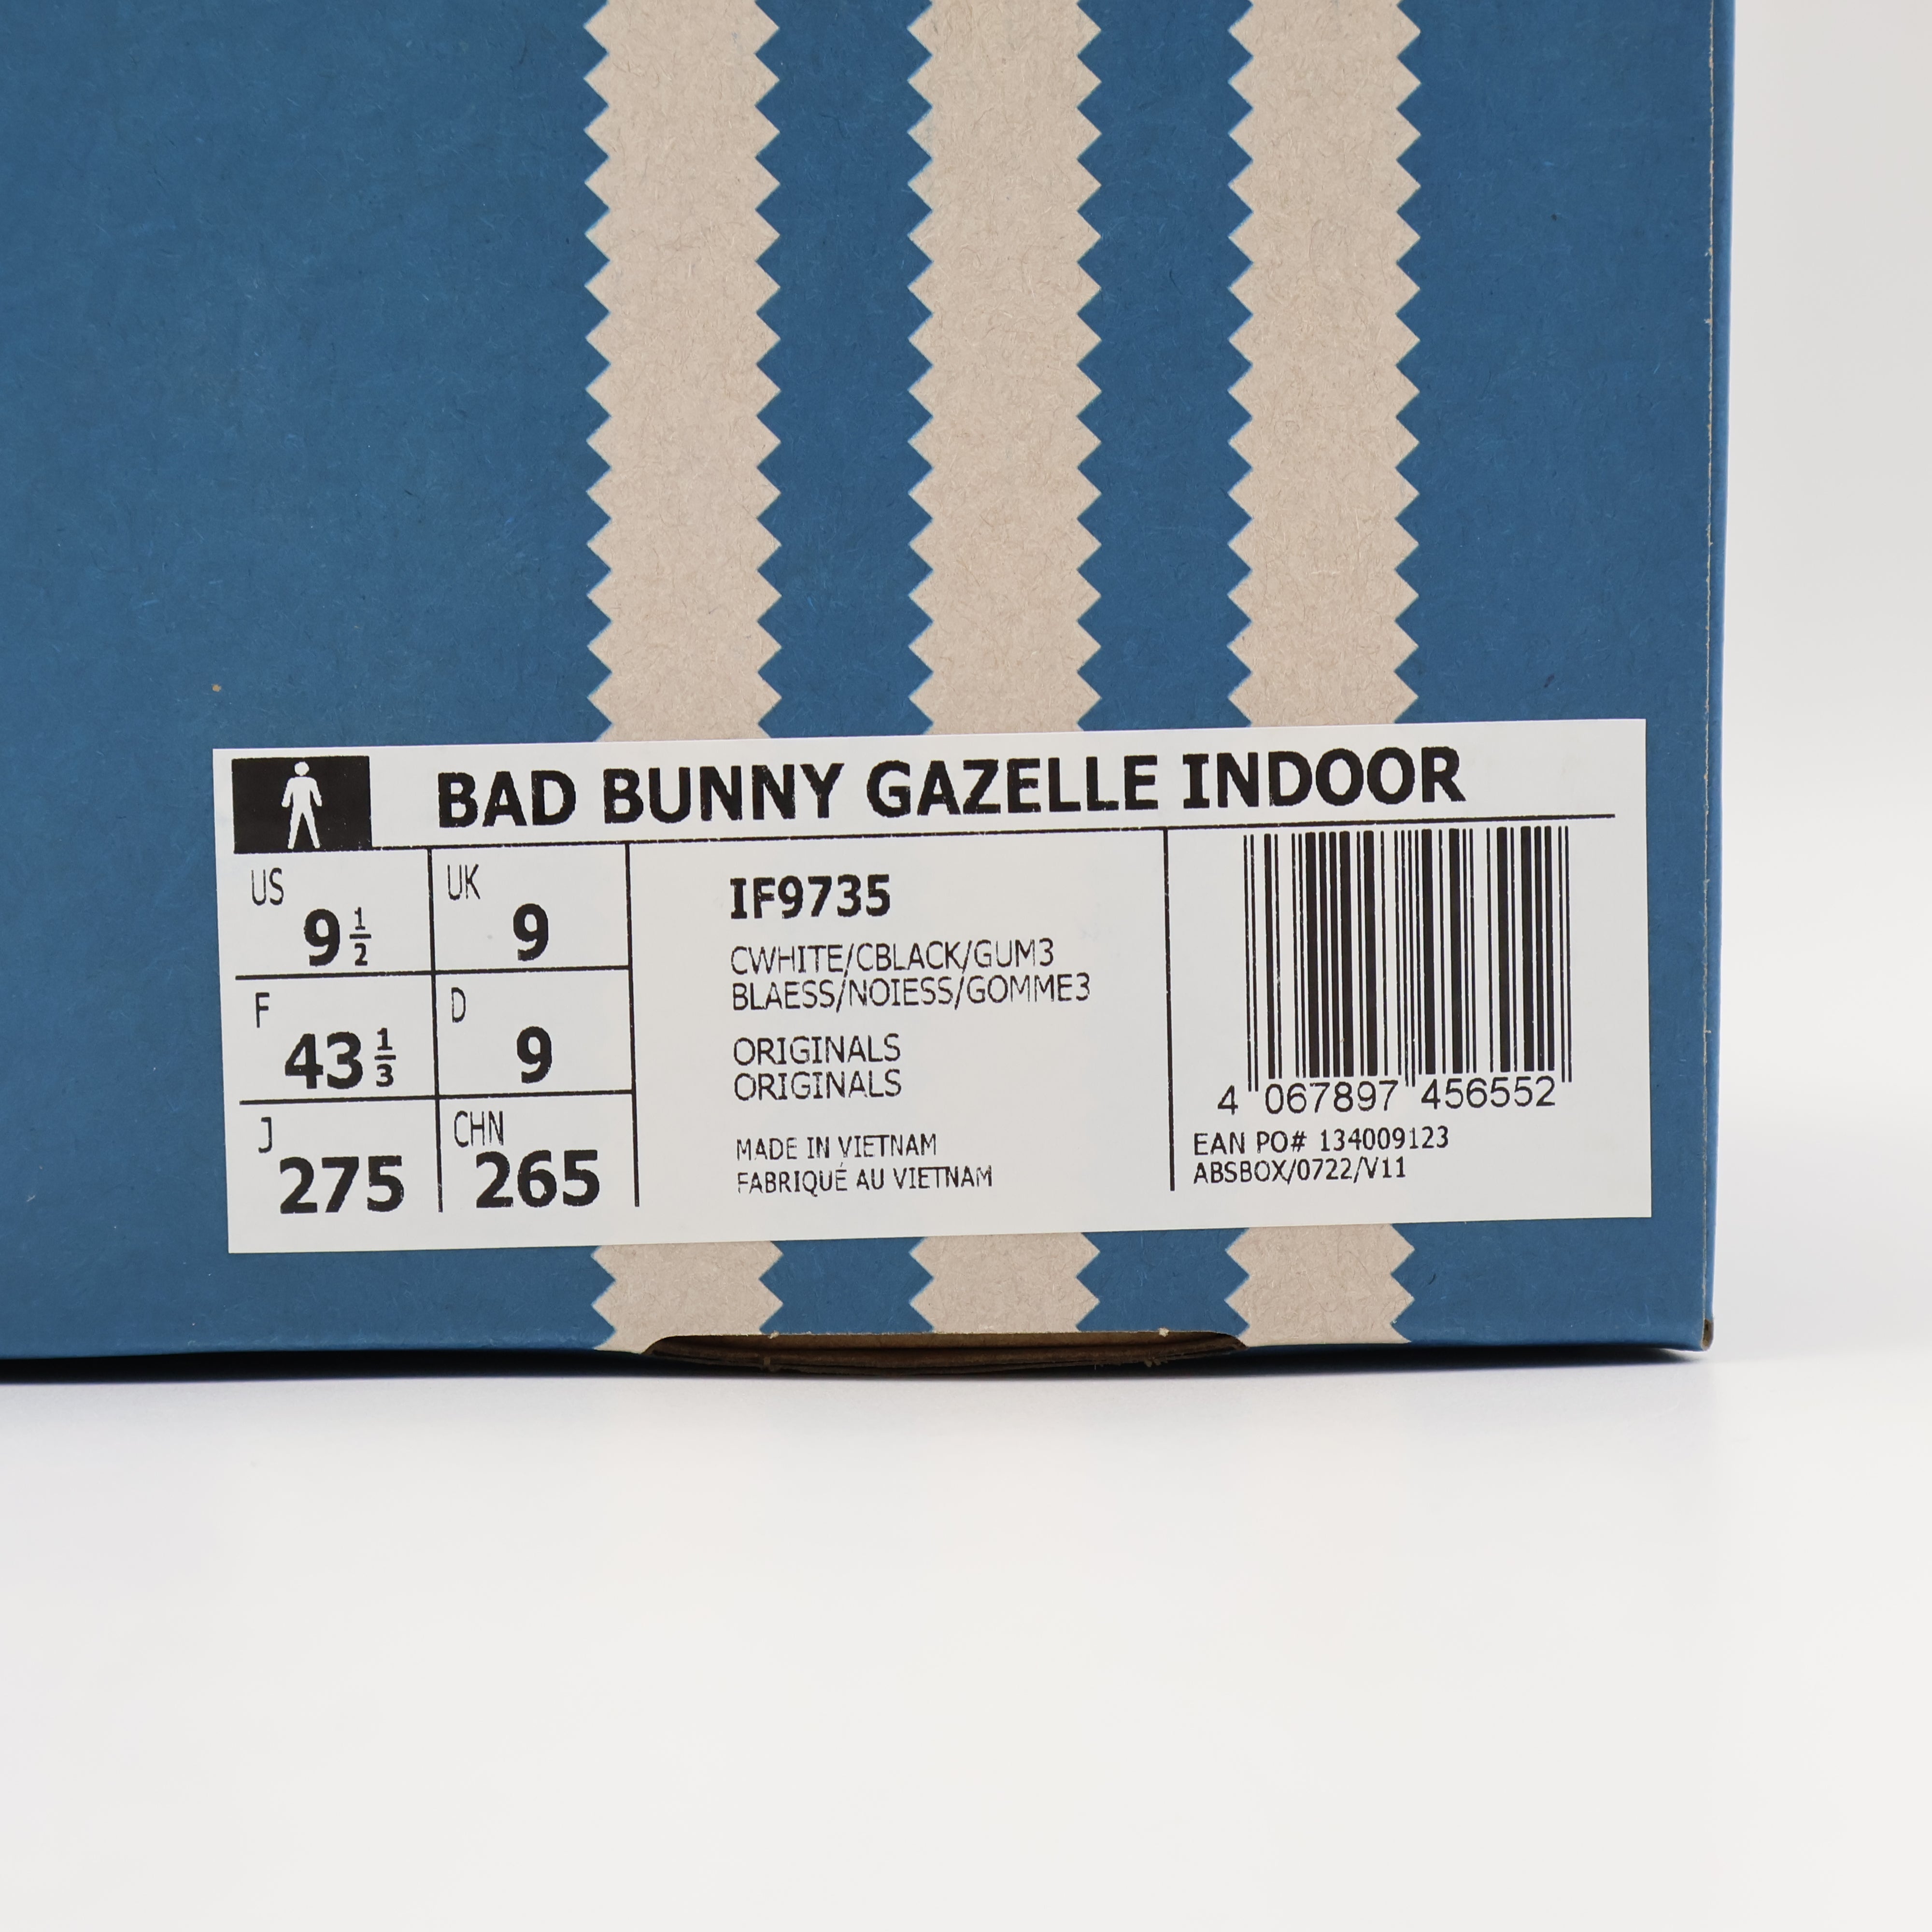 BAD BUNNY GAZELLE INDOOR
US
9 1/2
UK
9
F
43 1/3
D
9
J
275
CHN
265
IF9735
CWHITE/CBLACK/GUM3
BLAESS/NOIESS/GOMME3
ORIGINALS
ORIGINALS
MADE IN VIETNAM
FABRIQUÉ AU VIETNAM
4 067897 456552
EAN PO# 134009123
ABSBOX/0722/V11